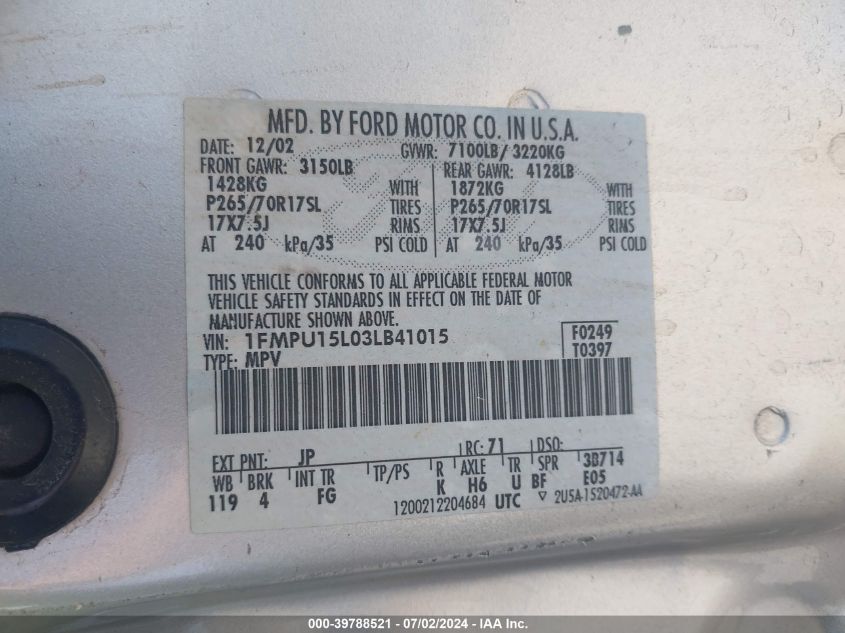 MFD. BY FORD MOTOR CO. IN U.S.A.
DATE: 12/02 GVWR: 7100LB/ 3220KG
FRONT GAWR: 3150LB REAR GAWR: 4128LB
1428KG WITH 1872KG WITH
P265/70R17SL TIRES P265/70R17SL TIRES
17X7.5J RIMS 17X7.5J RIMS
AT 240 kPa/35 PSI COLD AT 240 kPa/35 PSI COLD
THIS VEHICLE CONFORMS TO ALL APPLICABLE FEDERAL MOTOR
VEHICLE SAFETY STANDARDS IN EFFECT ON THE DATE OF
MANUFACTURE SHOWN ABOVE.
VIN: 1FMPU15L03LB41015 F0249
TYPE: MPV T0397
EXT PNT: JP RC: 71 DSO:
WB BRK INT TR TP/PS R AXLE TR SPR 3B714
119 4 FG K H6 U BF E05
1200212204684 UTC ▽ 2U5A-1520472-AA
000-39788521 - 07/02/2024 - IAA Inc.